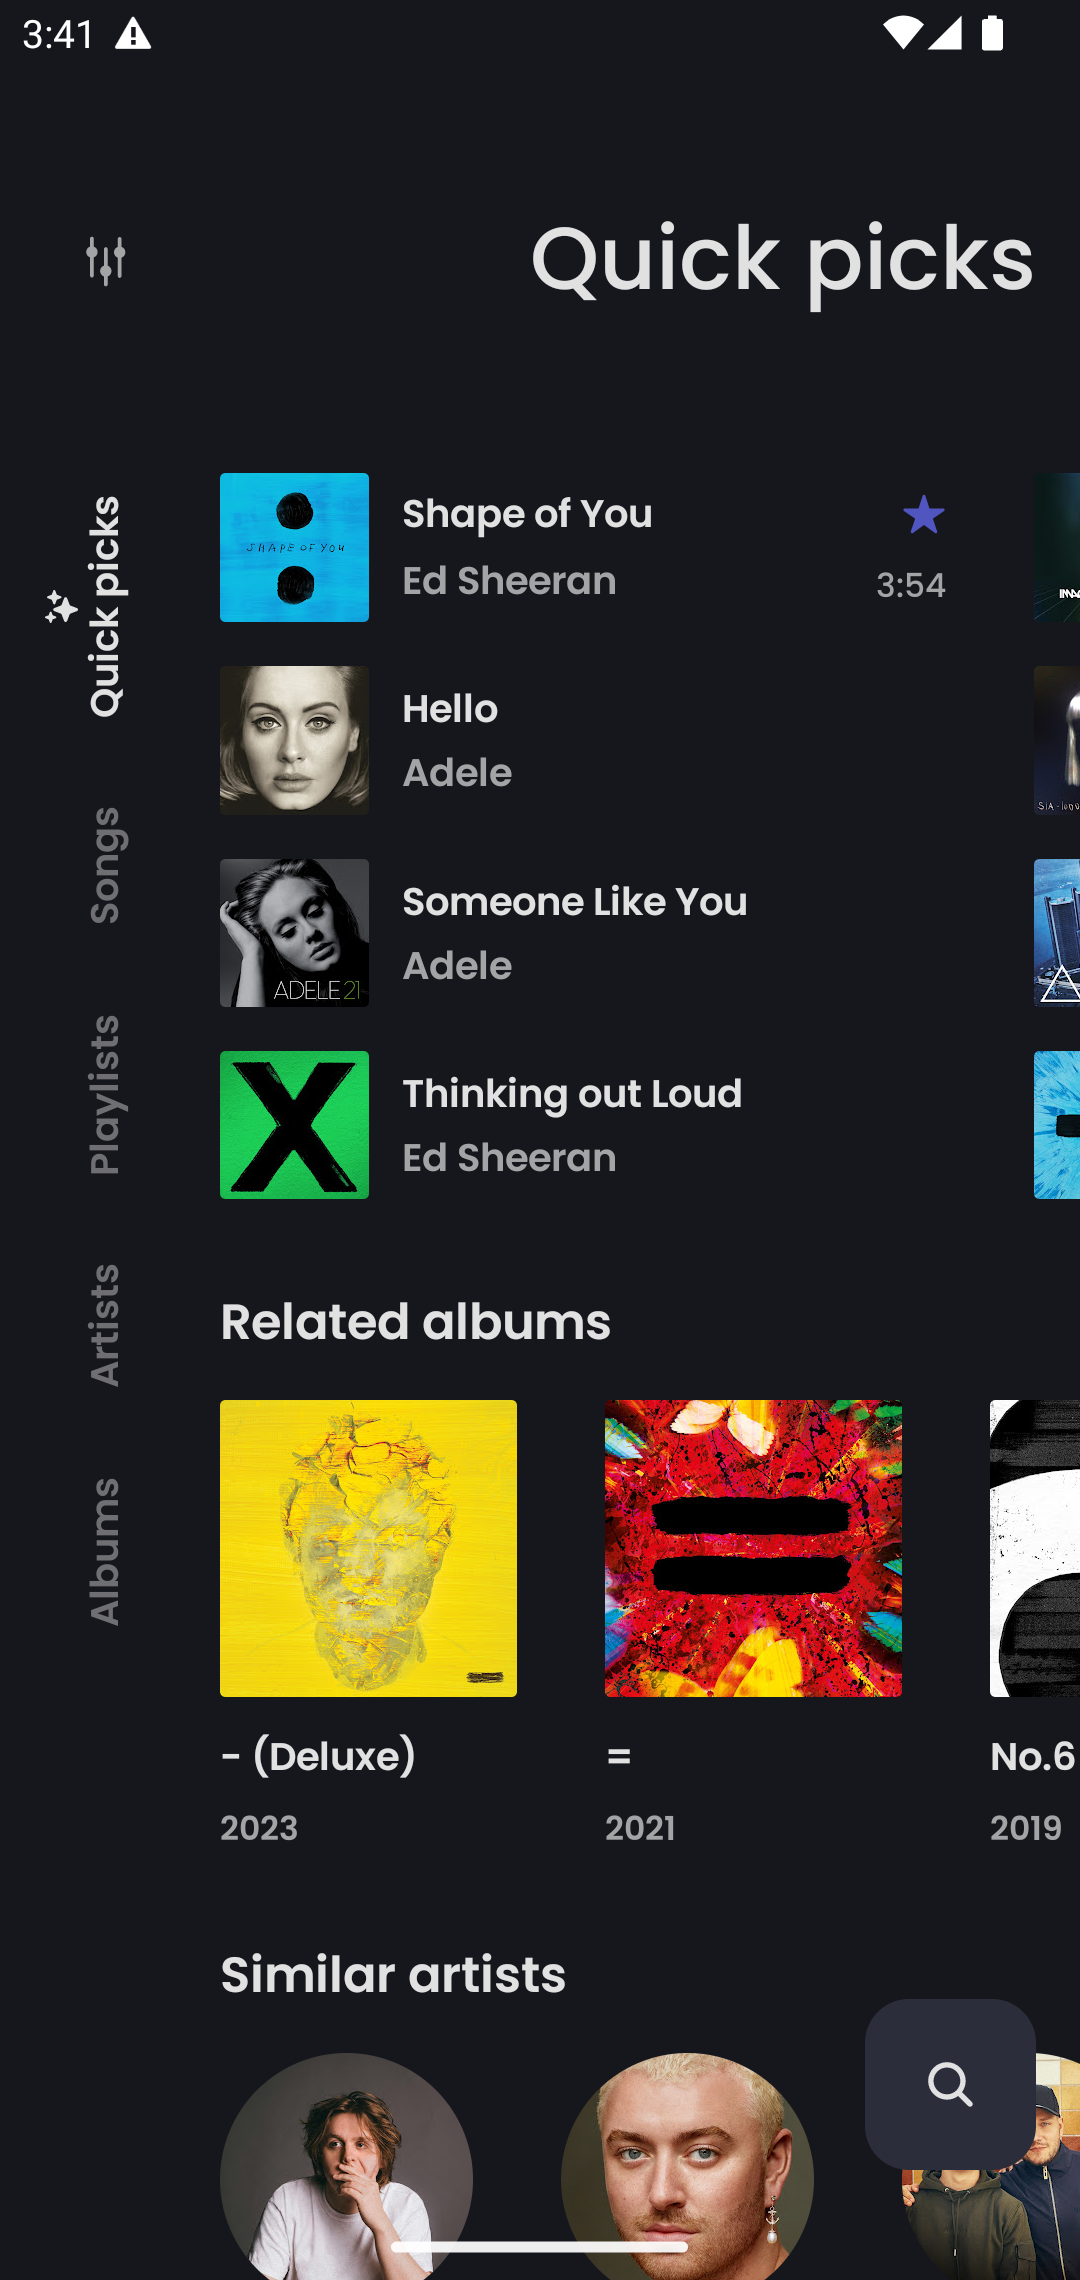 3:41
Quick picks
Quick picks
Songs
Playlists
Artists
Albums
SHAPE OF YOU
Shape of You
Ed Sheeran
3:54
Hello
Adele
ADELE 21
Someone Like You
Adele
Thinking out Loud
Ed Sheeran
Related albums
- (Deluxe)
2023
=
2021
No.6
2019
Similar artists